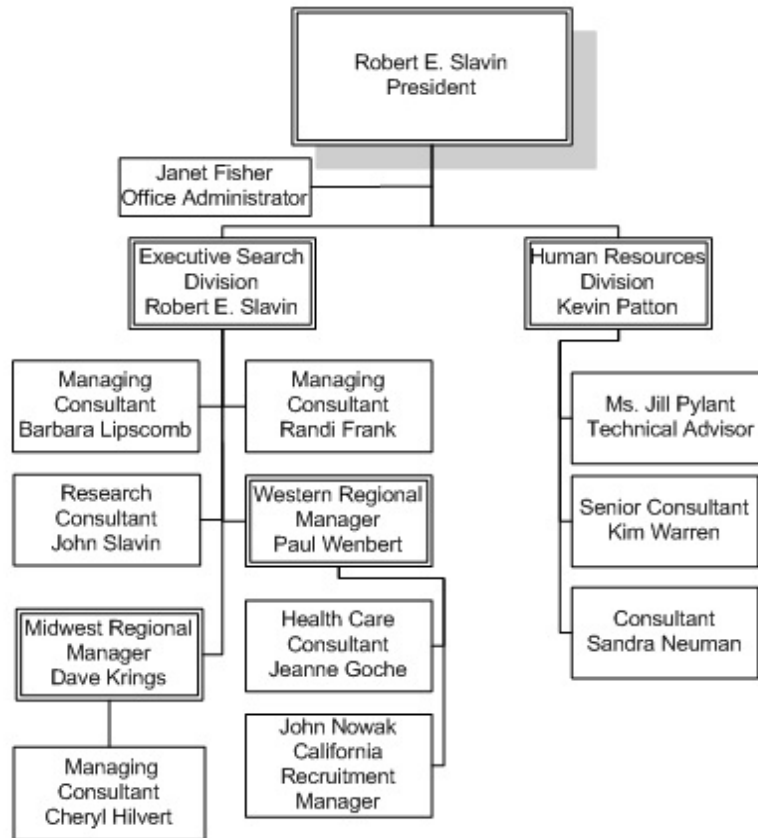 Robert E. Slavin
President
Janet Fisher
Office Administrator
Executive Search
Division
Robert E. Slavin
Human Resources
Division
Kevin Patton
Managing
Consultant
Barbara Lipscomb
Managing
Consultant
Randi Frank
Ms. Jill Pylant
Technical Advisor
Research
Consultant
John Slavin
Western Regional
Manager
Paul Wenbert
Senior Consultant
Kim Warren
Midwest Regional
Manager
Dave Krings
Health Care
Consultant
Jeanne Goche
Consultant
Sandra Neuman
Managing
Consultant
Cheryl Hilvert
John Nowak
California
Recruitment
Manager